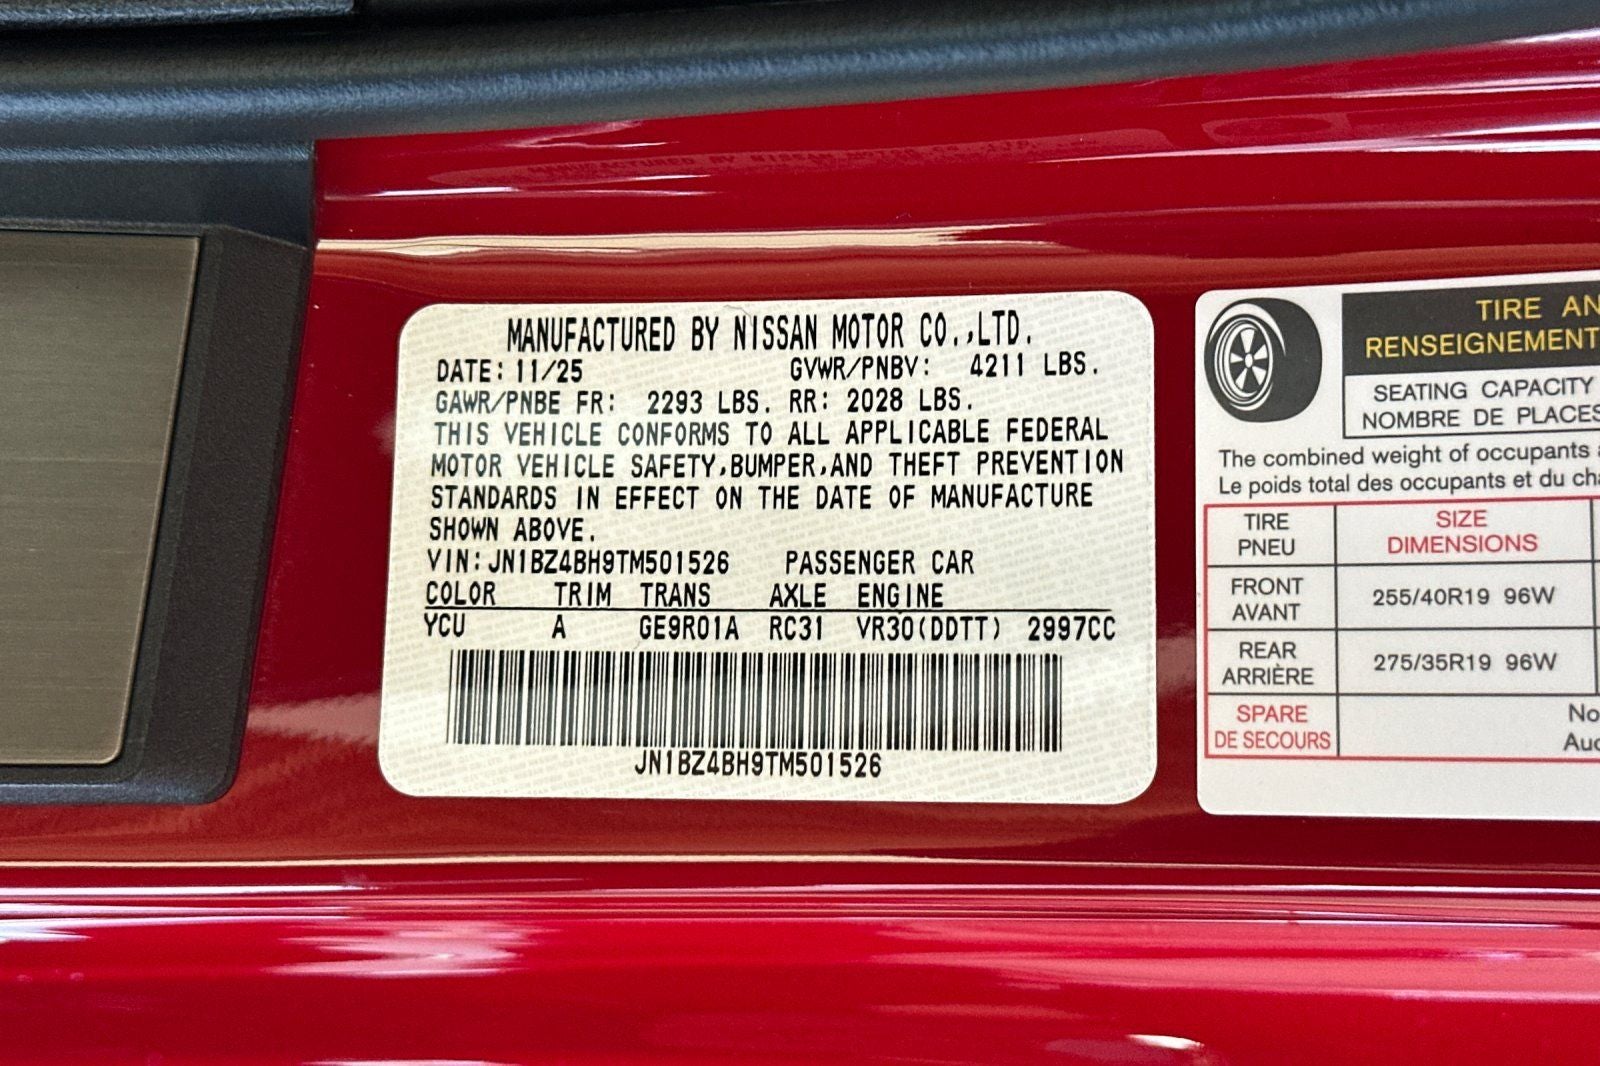 MANUFACTURED BY NISSAN MOTOR CO.,LTD.
DATE: 11/25 GVWR/PNBV: 4211 LBS.
GAWR/PNBE FR: 2293 LBS. RR: 2028 LBS.
THIS VEHICLE CONFORMS TO ALL APPLICABLE FEDERAL
MOTOR VEHICLE SAFETY,BUMPER,AND THEFT PREVENTION
STANDARDS IN EFFECT ON THE DATE OF MANUFACTURE
SHOWN ABOVE.
VIN: JN1BZ4BH9TM501526 PASSENGER CAR
COLOR TRIM TRANS AXLE ENGINE
YCU A GE9R01A RC31 VR30(DDTT) 2997CC
JN1BZ4BH9TM501526
TIRE AN
RENSEIGNEMENT
SEATING CAPACITY
NOMBRE DE PLACES
The combined weight of occupants a
Le poids total des occupants et du cha
TIRE SIZE
PNEU DIMENSIONS
FRONT
AVANT 255/40R19 96W
REAR
ARRIÈRE 275/35R19 96W
SPARE No
DE SECOURS Auc